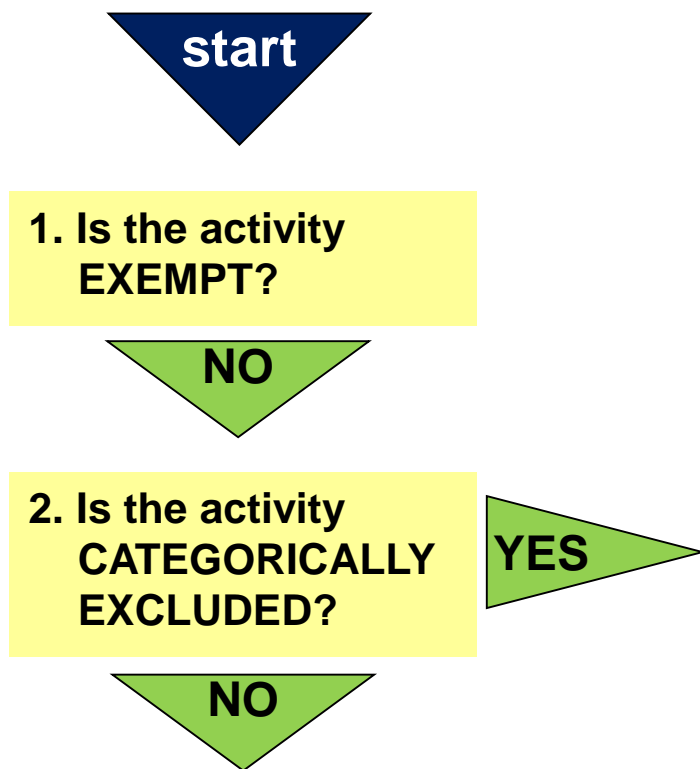 start
1. Is the activity
EXEMPT?
NO
2. Is the activity
CATEGORICALLY
EXCLUDED?
YES
NO